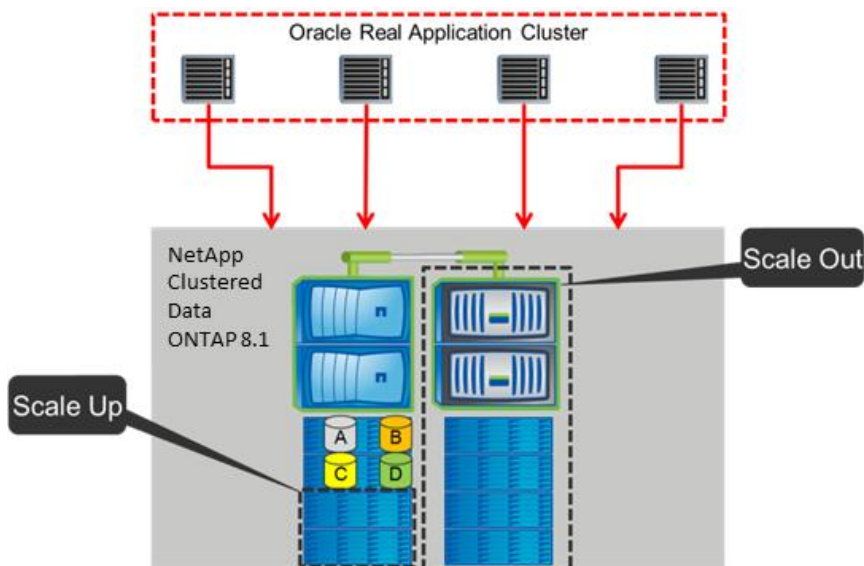 Oracle Real Application Cluster
NetApp
Clustered
Data
ONTAP 8.1
Scale Out
n
n
Scale Up
A
B
C
D